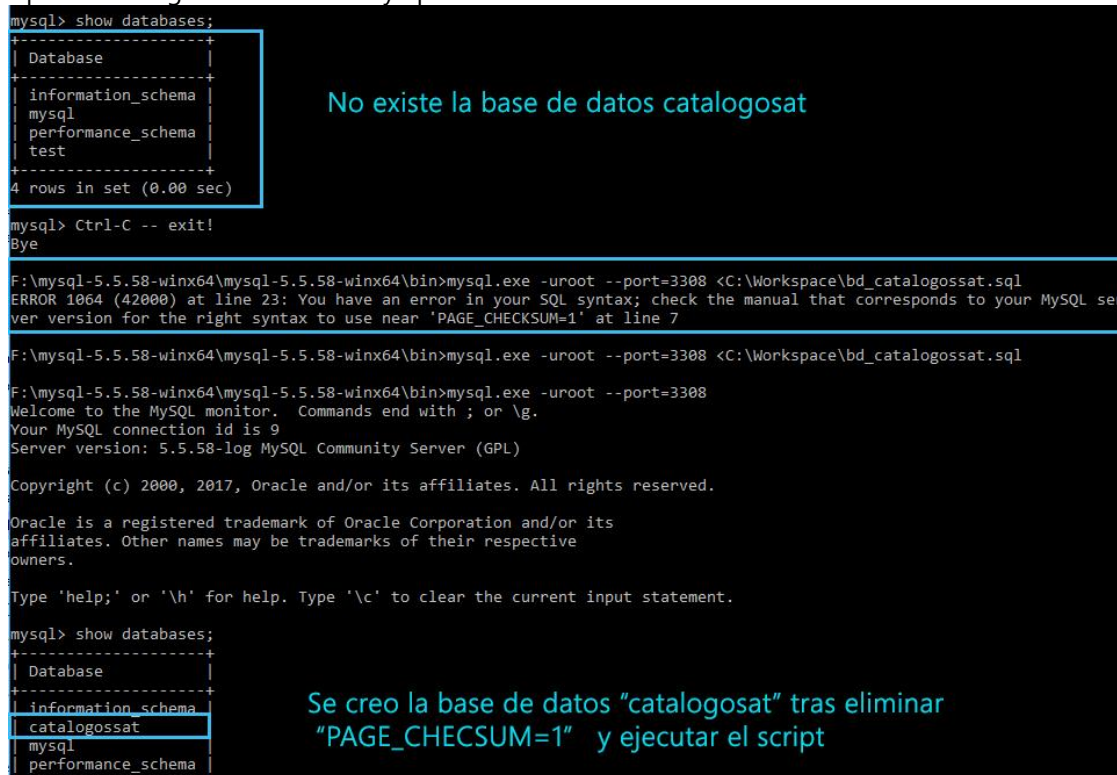 mysql> show databases;
+--------------------+
| Database           |
+--------------------+
| information_schema |
| mysql              |
| performance_schema |
| test               |
+--------------------+
4 rows in set (0.00 sec)
No existe la base de datos catalogosat
mysql> Ctrl-C -- exit!
Bye
F:\mysql-5.5.58-winx64\mysql-5.5.58-winx64\bin>mysql.exe -uroot --port=3308 <C:\Workspace\bd_catalogossat.sql
ERROR 1064 (42000) at line 23: You have an error in your SQL syntax; check the manual that corresponds to your MySQL se
ver version for the right syntax to use near 'PAGE_CHECKSUM=1' at line 7
F:\mysql-5.5.58-winx64\mysql-5.5.58-winx64\bin>mysql.exe -uroot --port=3308 <C:\Workspace\bd_catalogossat.sql
F:\mysql-5.5.58-winx64\mysql-5.5.58-winx64\bin>mysql.exe -uroot --port=3308
Welcome to the MySQL monitor.  Commands end with ; or \g.
Your MySQL connection id is 9
Server version: 5.5.58-log MySQL Community Server (GPL)
Copyright (c) 2000, 2017, Oracle and/or its affiliates. All rights reserved.
Oracle is a registered trademark of Oracle Corporation and/or its
affiliates. Other names may be trademarks of their respective
owners.
Type 'help;' or '\h' for help. Type '\c' to clear the current input statement.
mysql> show databases;
+--------------------+
| Database           |
+--------------------+
| information_schema |
| catalogossat       |
| mysql              |
| performance_schema |
Se creo la base de datos “catalogosat” tras eliminar
“PAGE_CHECSUM=1”   y ejecutar el script